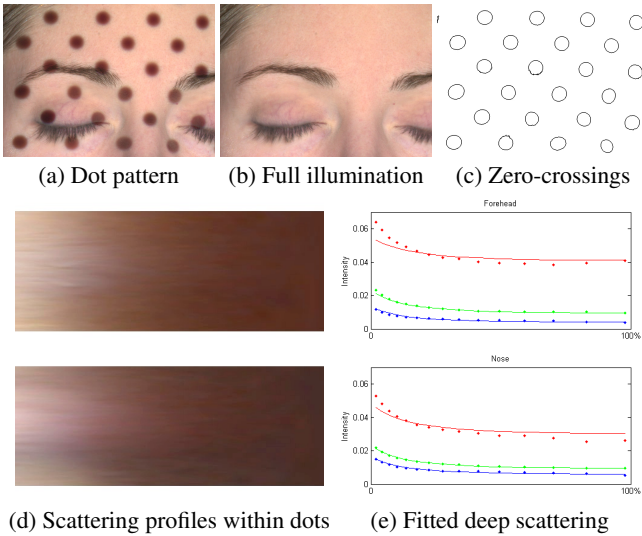 (a) Dot pattern
(b) Full illumination
(c) Zero-crossings
Forehead
0.06
0.04
0.02
0
Intensity
0
100%
Nose
0.06
0.04
0.02
0
Intensity
0
100%
(d) Scattering profiles within dots
(e) Fitted deep scattering